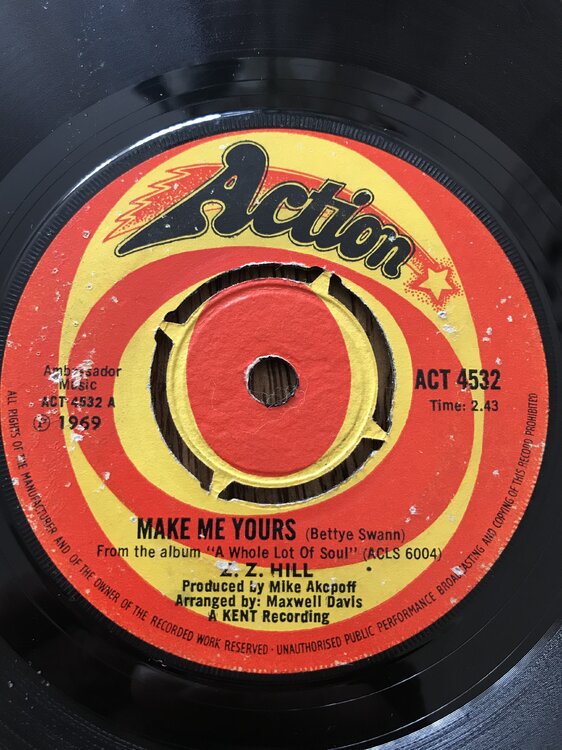 Action
Ambassador
Music
ACT 4532 A
Ⓟ 1969
ACT 4532
Time: 2.43
MAKE ME YOURS (Bettye Swann)
From the album "A Whole Lot Of Soul" (ACLS 6004)
Z. Z. HILL
Produced by Mike Akcpoff
Arranged by: Maxwell Davis
A KENT Recording
ALL RIGHTS OF THE MANUFACTURER AND OF THE OWNER OF THE RECORDED WORK RESERVED - UNAUTHORISED PUBLIC PERFORMANCE BROADCASTING AND COPYING OF THIS RECORD PROHIBITED